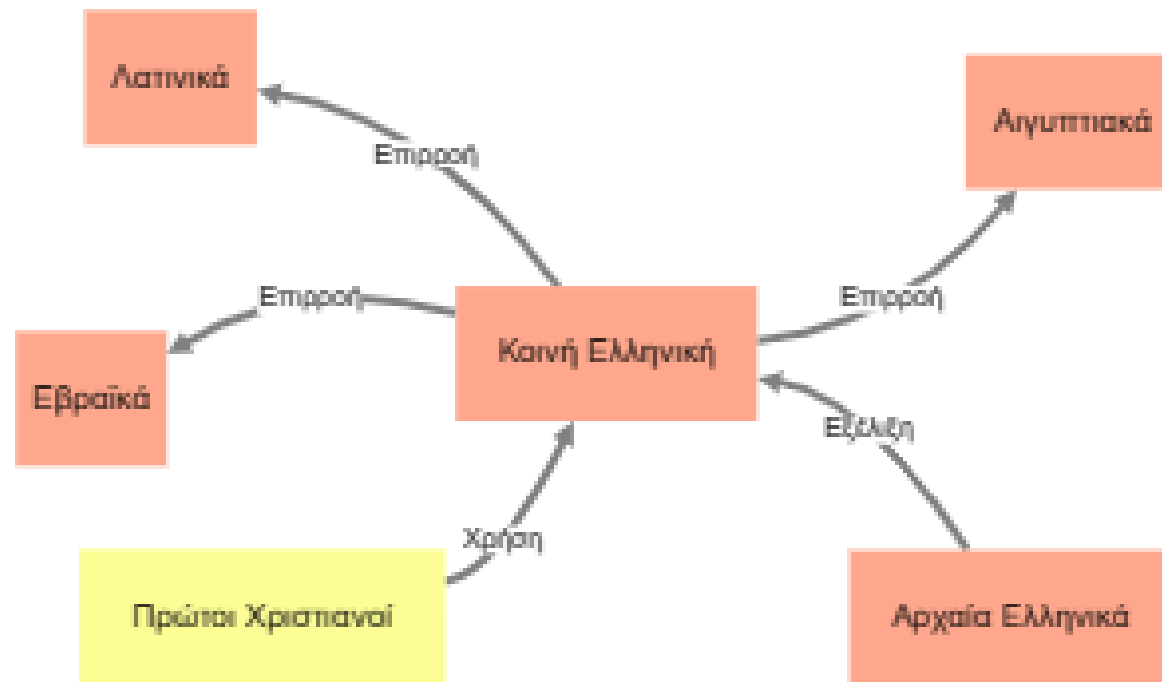 Λατινικά
Αιγυπτιακά
Επιρροή
Επιρροή
Επιρροή
Κοινή Ελληνική
Εβραϊκά
Εξέλιξη
Χρήση
Πρώτοι Χριστιανοί
Αρχαία Ελληνικά